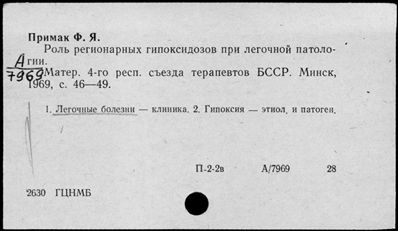 Примак Ф. Я.
Роль регионарных гипоксидозов при легочной патоло-
гии.
А
7969
Матер. 4-го респ. съезда терапевтов БССР. Минск,
1969, с. 46—49.
1. Легочные болезни — клиника. 2. Гипоксия — этиол. и патоген.
П-2-2в А/7969 28
2630 ГЦНМБ